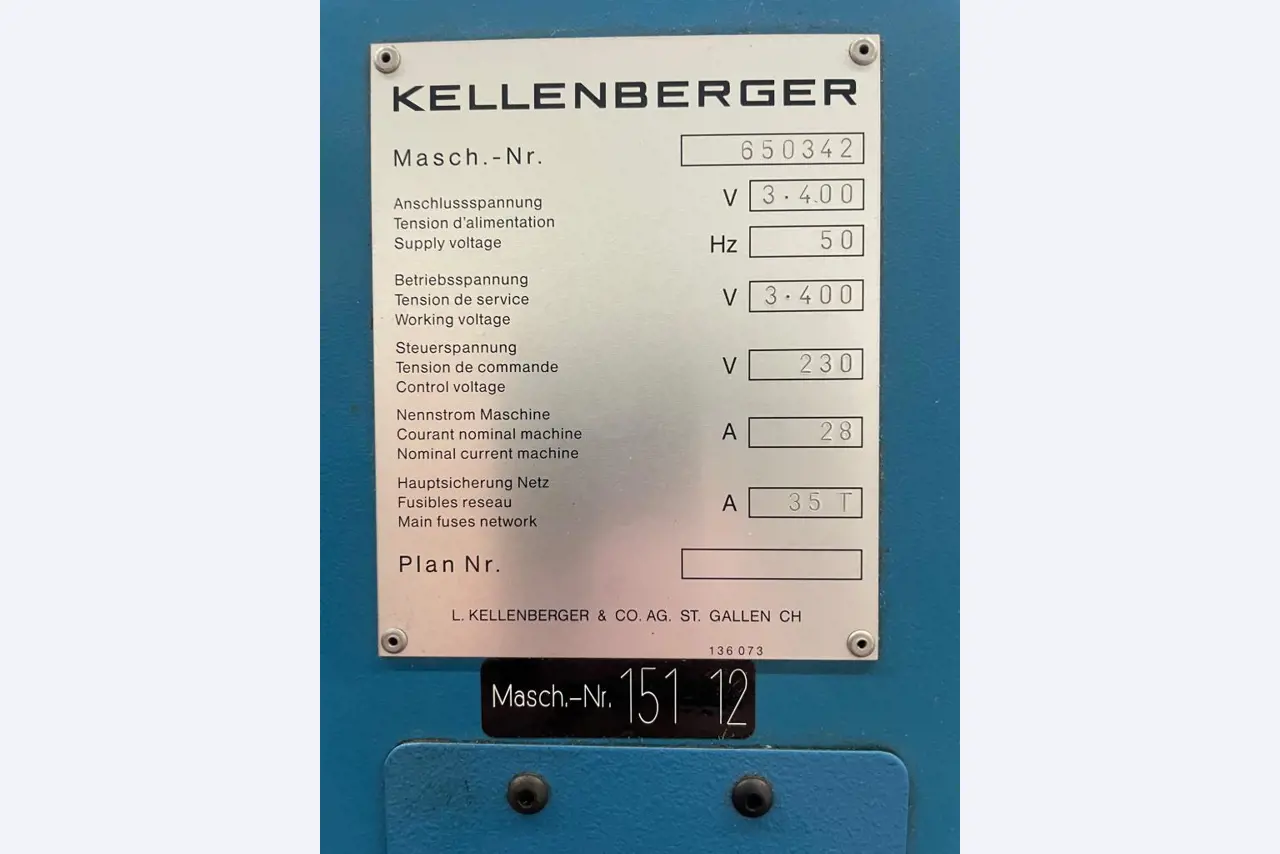 KELLENBERGER
Masch.-Nr. 650342
Anschlussspannung V 3·400
Tension d'alimentation
Supply voltage Hz 50
Betriebsspannung
Tension de service V 3·400
Working voltage
Steuerspannung
Tension de commande V 230
Control voltage
Nennstrom Maschine
Courant nominal machine A 28
Nominal current machine
Hauptsicherung Netz
Fusibles reseau A 35 T
Main fuses network
Plan Nr.
L. KELLENBERGER & CO. AG. ST. GALLEN CH
136 073
Masch.-Nr. 151 12